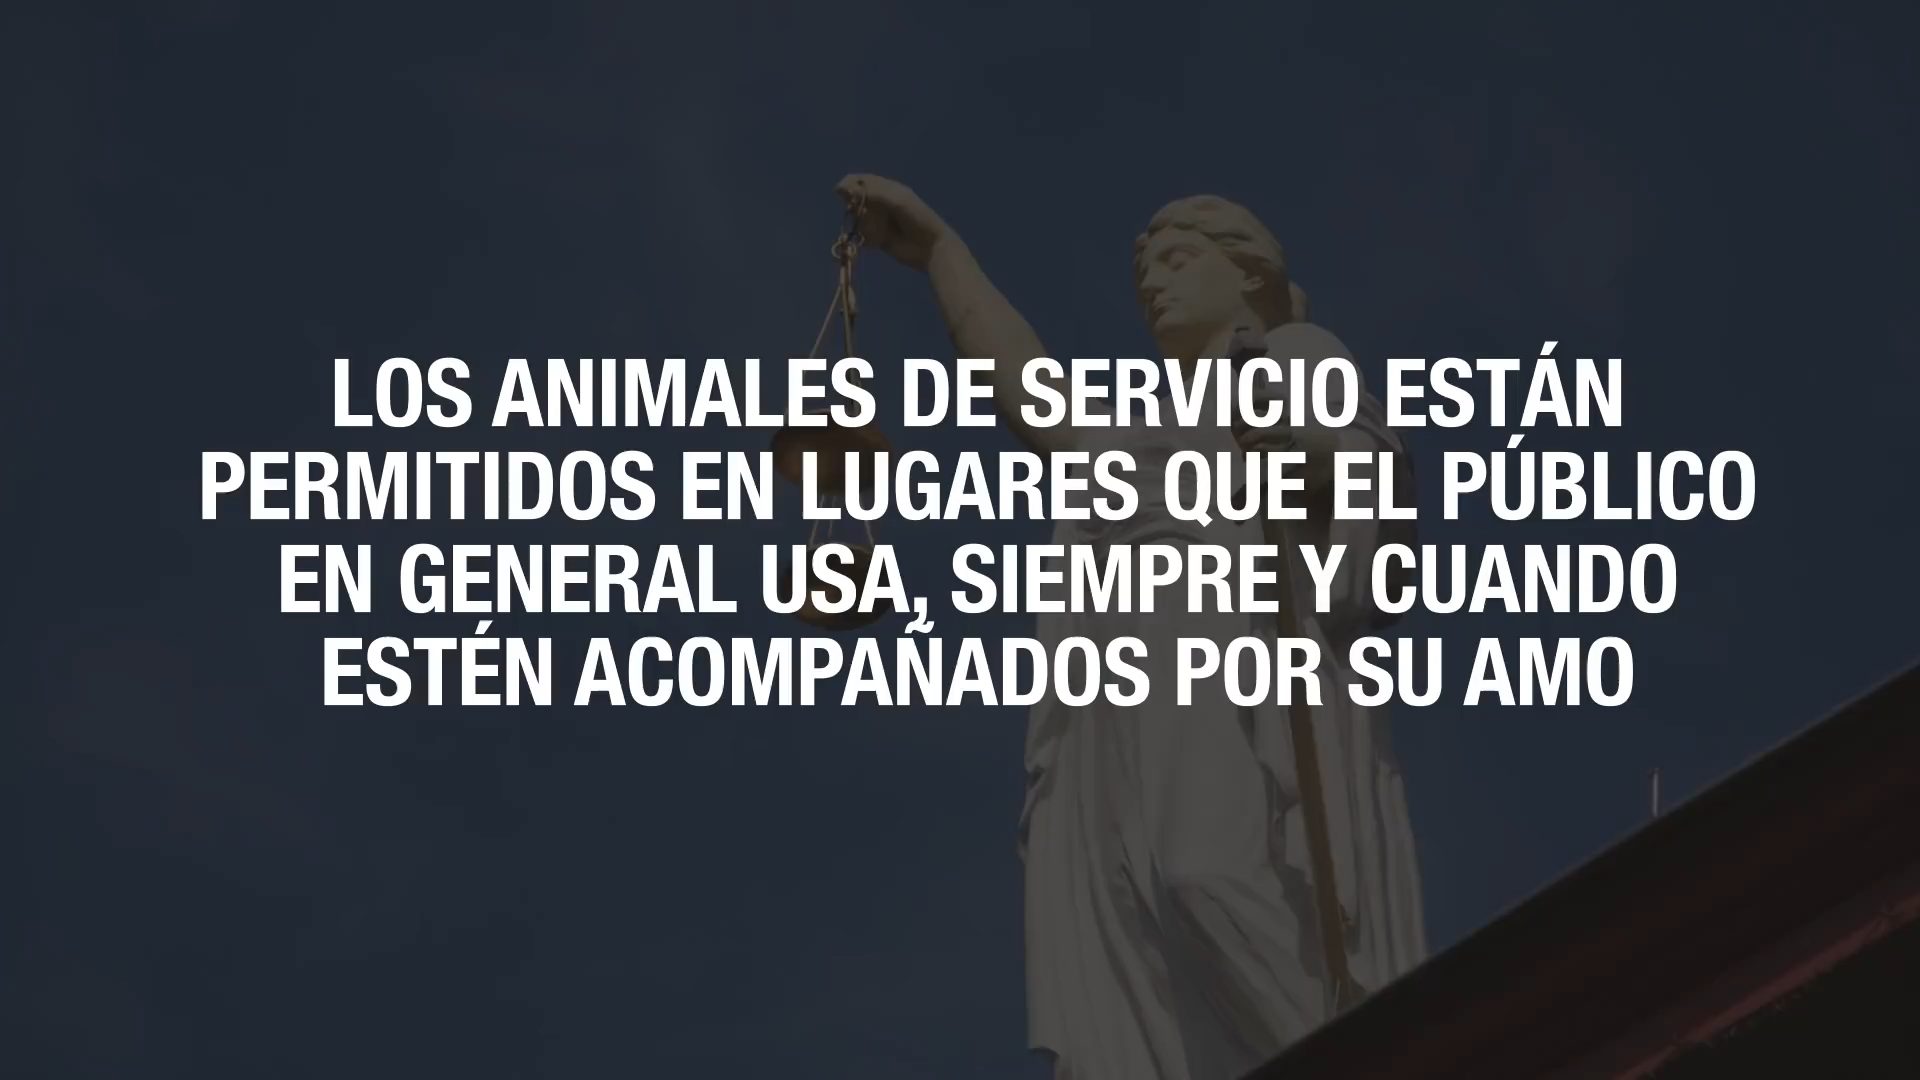 LOS ANIMALES DE SERVICIO ESTÁN
PERMITIDOS EN LUGARES QUE EL PÚBLICO
EN GENERAL USA, SIEMPRE Y CUANDO
ESTÉN ACOMPAÑADOS POR SU AMO